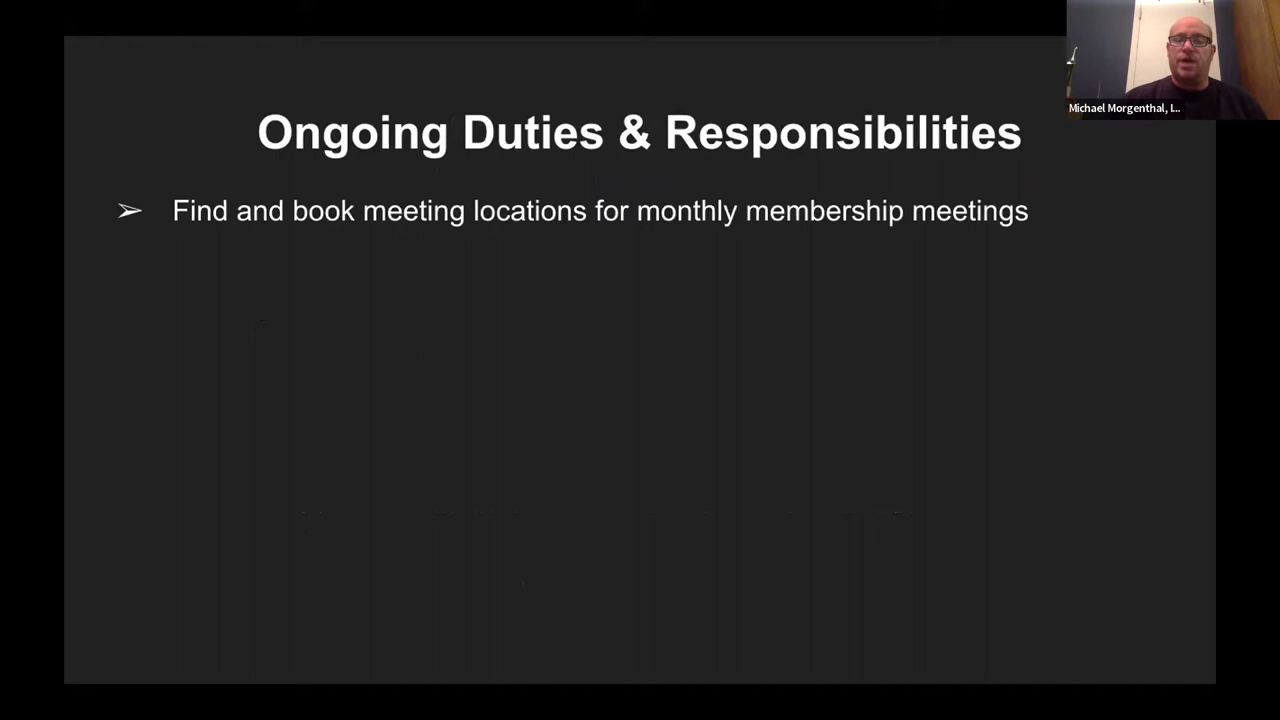 Ongoing Duties & Responsibilities
➢ Find and book meeting locations for monthly membership meetings
Michael Morgenthal, I...